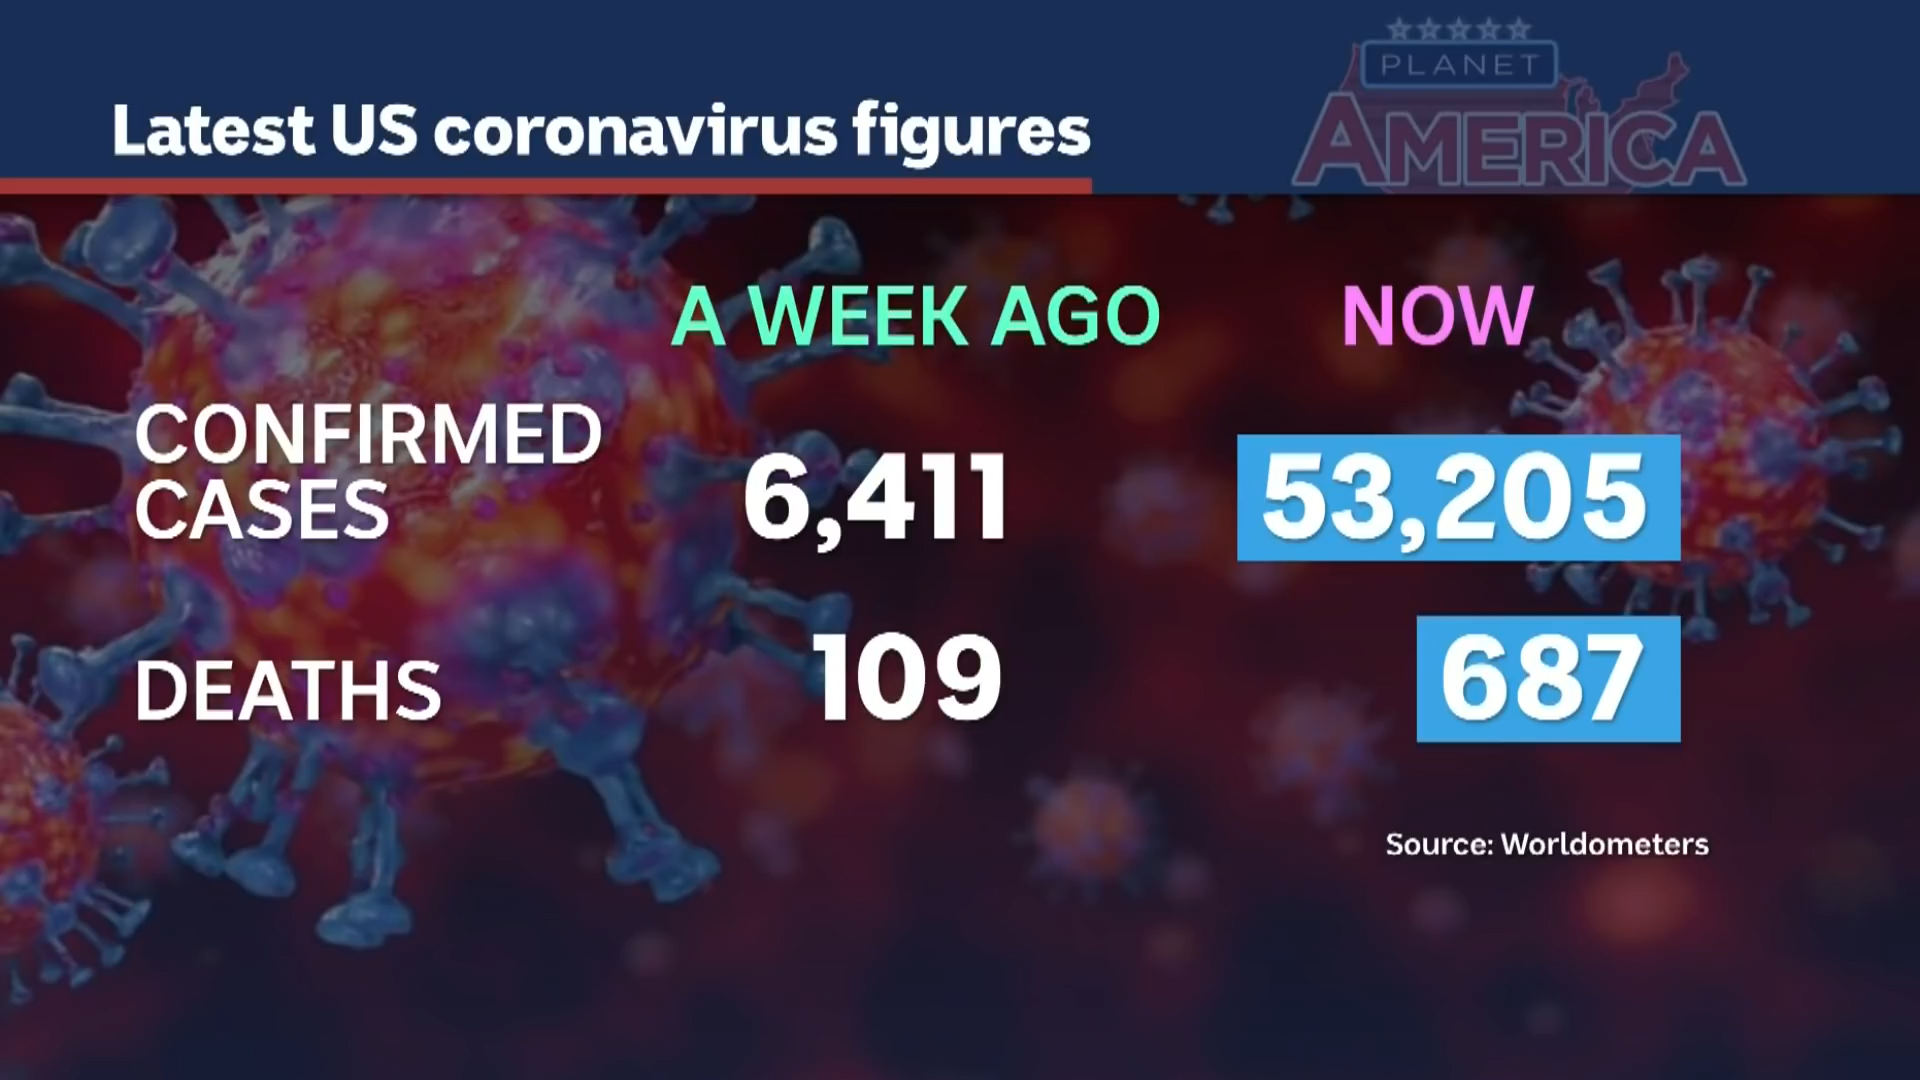 PLANET
AMERICA
Latest US coronavirus figures
A WEEK AGO NOW
CONFIRMED
CASES
6,411 53,205
DEATHS 109 687
Source: Worldometers